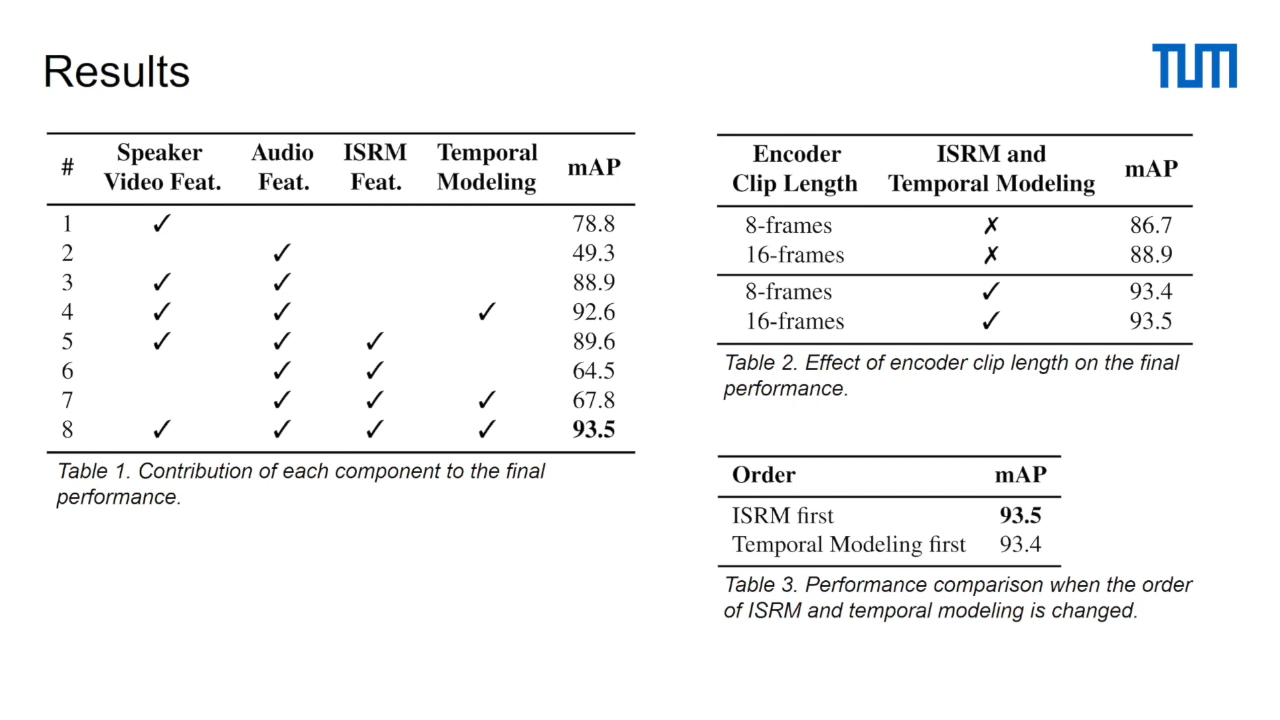 Results
TUM
# Speaker Video Feat. Audio Feat. ISRM Feat. Temporal Modeling mAP
1 ✓ 78.8
2 ✓ 49.3
3 ✓ ✓ 88.9
4 ✓ ✓ ✓ 92.6
5 ✓ ✓ ✓ 89.6
6 ✓ ✓ 64.5
7 ✓ ✓ ✓ 67.8
8 ✓ ✓ ✓ ✓ 93.5
Table 1. Contribution of each component to the final
performance.
Encoder Clip Length ISRM and Temporal Modeling mAP
8-frames ✗ 86.7
16-frames ✗ 88.9
8-frames ✓ 93.4
16-frames ✓ 93.5
Table 2. Effect of encoder clip length on the final
performance.
Order mAP
ISRM first 93.5
Temporal Modeling first 93.4
Table 3. Performance comparison when the order
of ISRM and temporal modeling is changed.